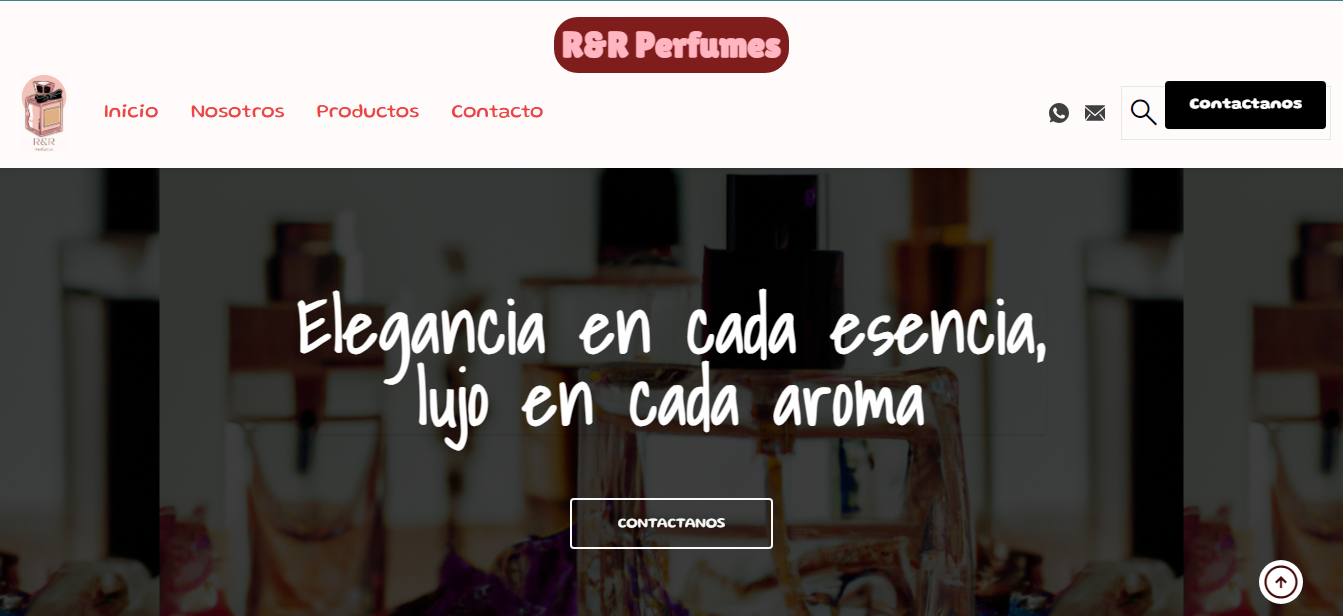 R&R Perfumes
Inicio Nosotros Productos Contacto
Contactanos
R&R
Elegancia en cada esencia,
lujo en cada aroma
CONTACTANOS